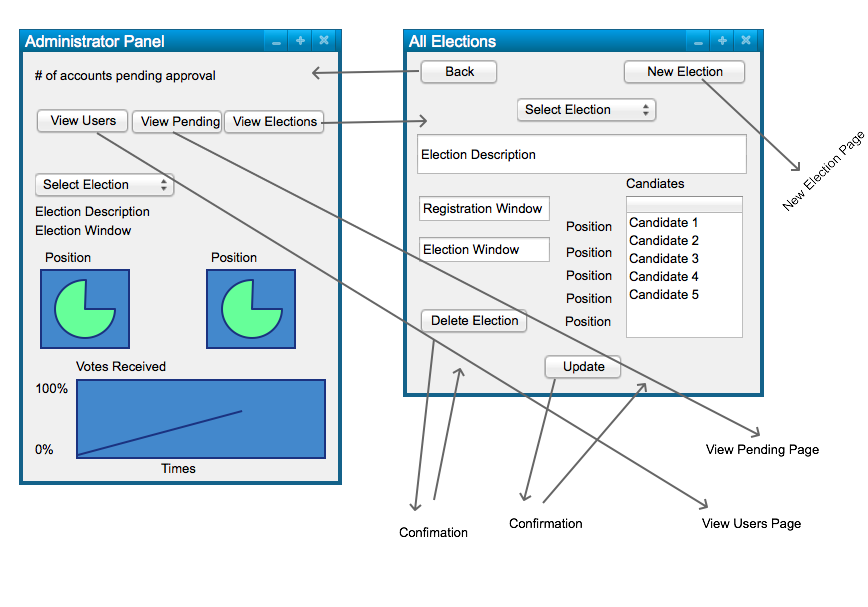 Administrator Panel
# of accounts pending approval
View Users
View Pending
View Elections
Select Election
Election Description
Election Window
Position
Position
Votes Received
100%
0%
Times
All Elections
Back
New Election
Select Election
Election Description
Candiates
Registration Window
Election Window
Position
Position
Position
Position
Position
Candidate 1
Candidate 2
Candidate 3
Candidate 4
Candidate 5
Delete Election
Update
New Election Page
View Pending Page
View Users Page
Confimation
Confirmation